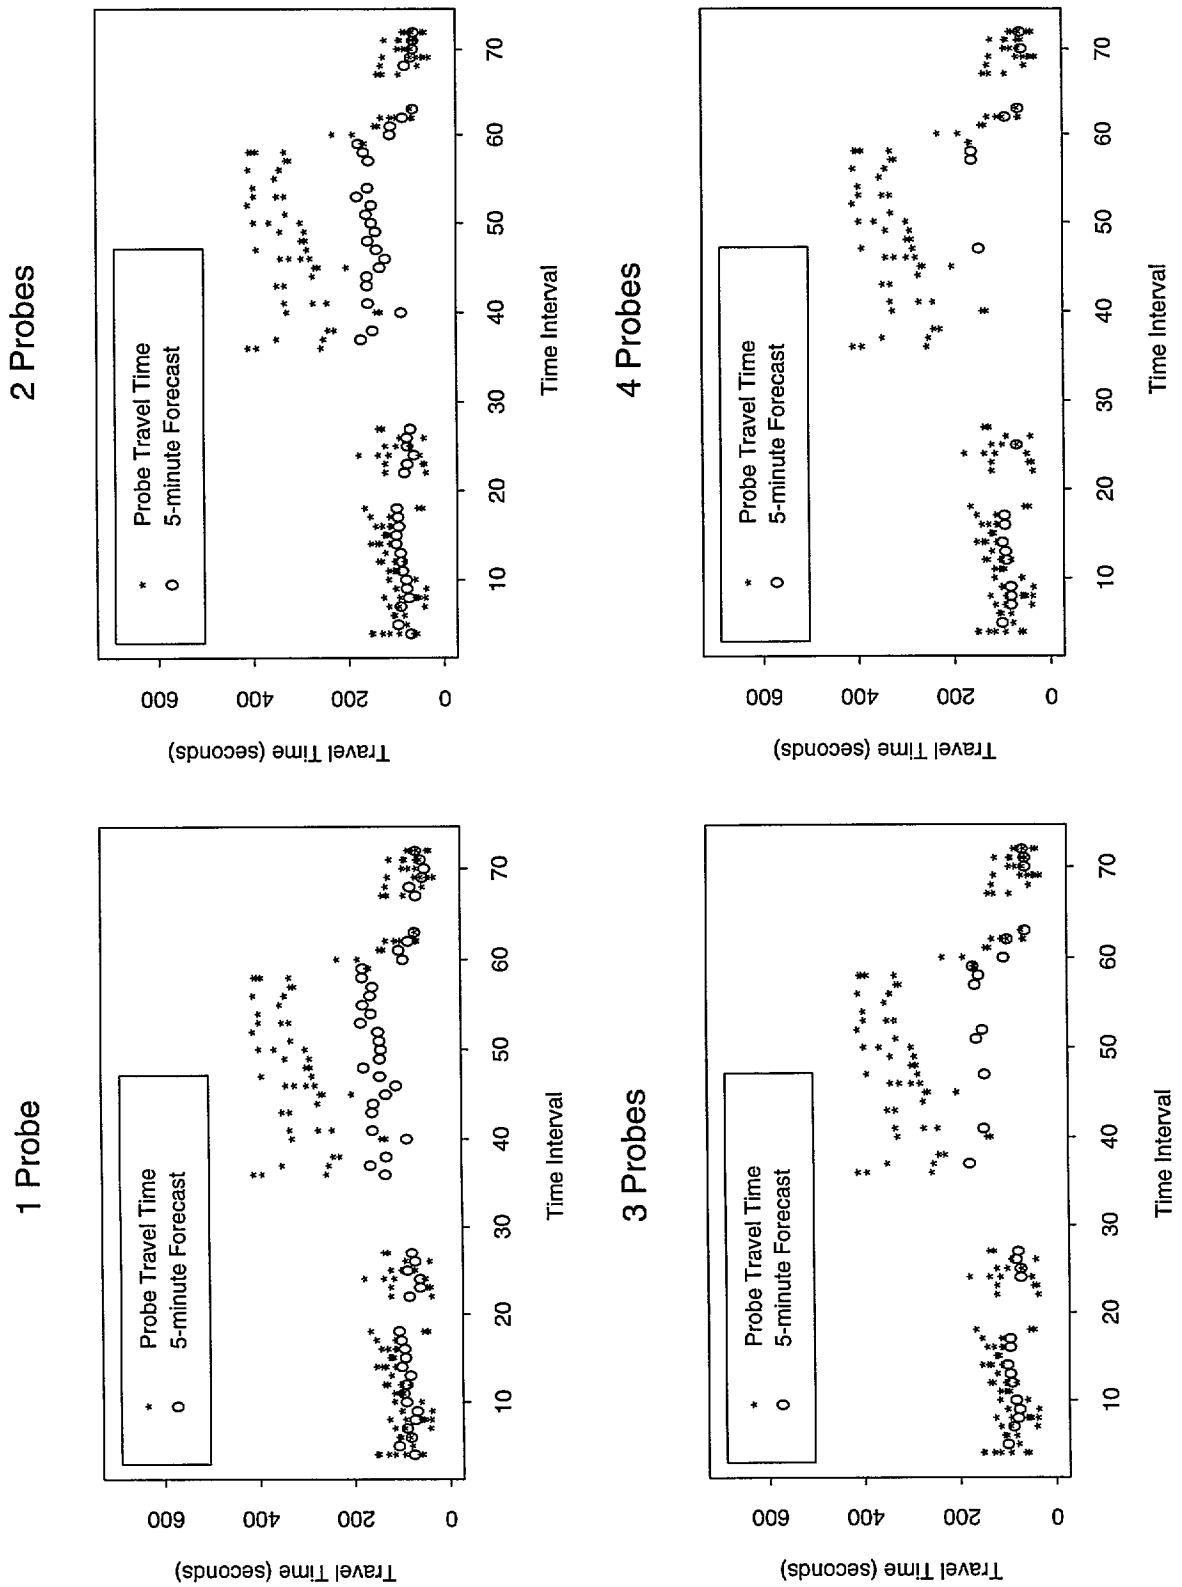 1 Probe
Travel Time (seconds)
600
400
200
0
* Probe Travel Time
o 5-minute Forecast
10
20
30
40
50
60
70
Time Interval
2 Probes
Travel Time (seconds)
600
400
200
0
* Probe Travel Time
o 5-minute Forecast
10
20
30
40
50
60
70
Time Interval
3 Probes
Travel Time (seconds)
600
400
200
0
* Probe Travel Time
o 5-minute Forecast
10
20
30
40
50
60
70
Time Interval
4 Probes
Travel Time (seconds)
600
400
200
0
* Probe Travel Time
o 5-minute Forecast
10
20
30
40
50
60
70
Time Interval